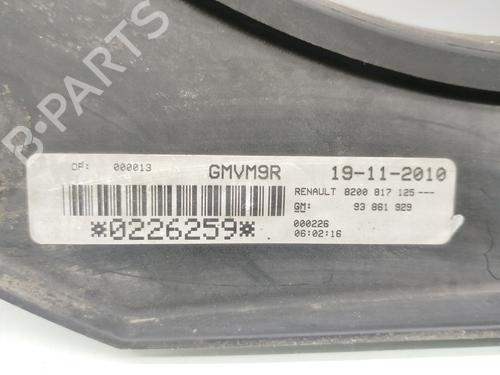 B-PARTS
OF: 000013 GMVM9R 19-11-2010
RENAULT 8200 817 125---
GM: 93 861 929
*0226259*
000226
06:02:16